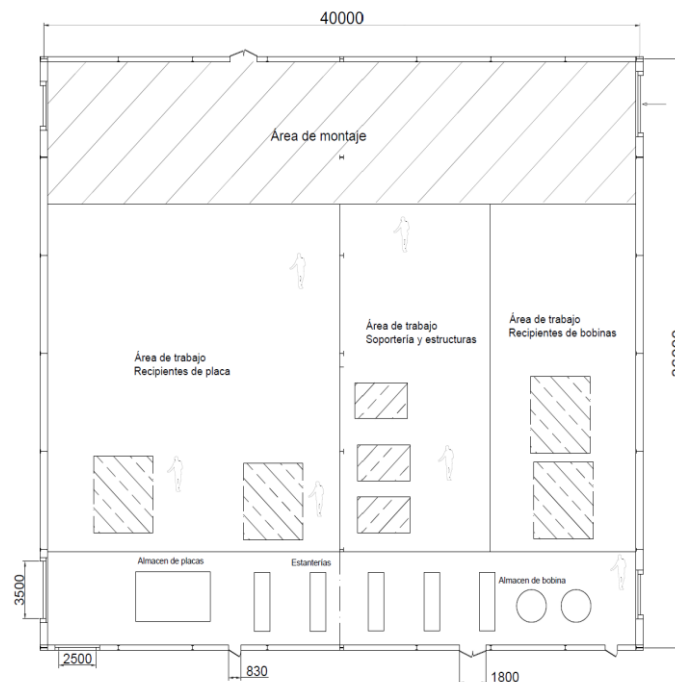 40000
Área de montaje
Área de trabajo
Recipientes de placa
Área de trabajo
Soportería y estructuras
Área de trabajo
Recipientes de bobinas
Almacen de placas
Estanterías
Almacen de bobina
3500
2500
830
1800